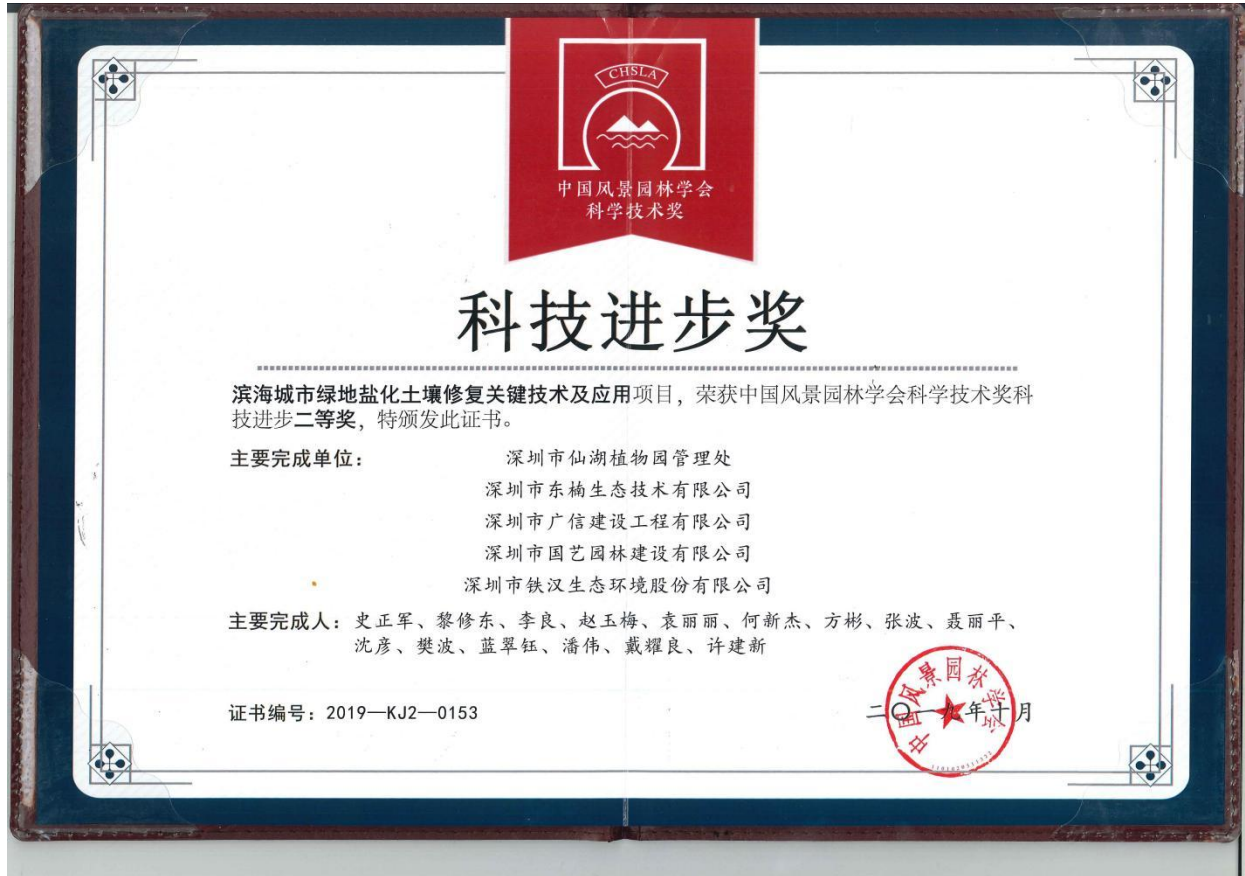 CHSLA
中国风景园林学会
科学技术奖
科技进步奖
滨海城市绿地盐化土壤修复关键技术及应用项目，荣获中国风景园林学会科学技术奖科
技进步二等奖，特颁发此证书。
主要完成单位：深圳市仙湖植物园管理处
深圳市东楠生态技术有限公司
深圳市广信建设工程有限公司
深圳市国艺园林建设有限公司
深圳市铁汉生态环境股份有限公司
主要完成人：史正军、黎修东、李良、赵玉梅、袁丽丽、何新杰、方彬、张波、聂丽平、
沈彦、樊波、蓝翠钰、潘伟、戴耀良、许建新
证书编号：2019—KJ2—0153
二〇一九年十月
中国风景园林学会